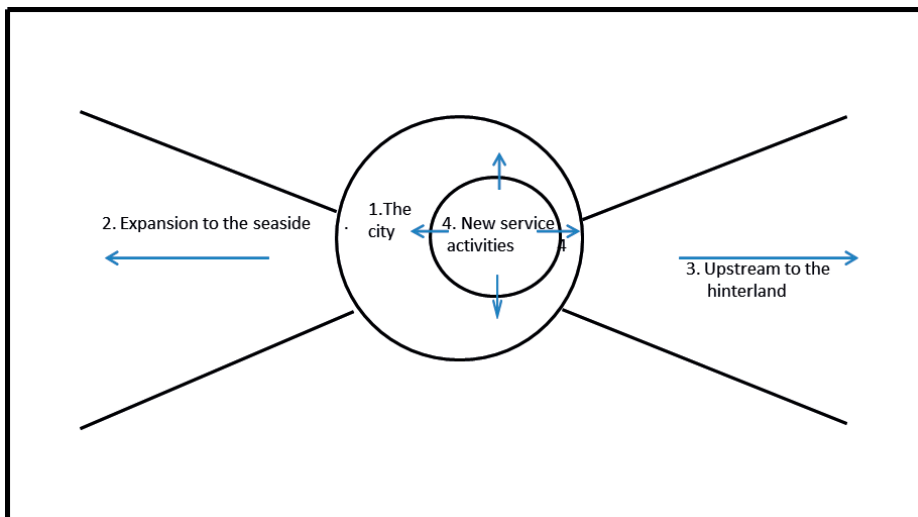 1.The
city
2. Expansion to the seaside
.
4. New service
activities
4
3. Upstream to the
hinterland